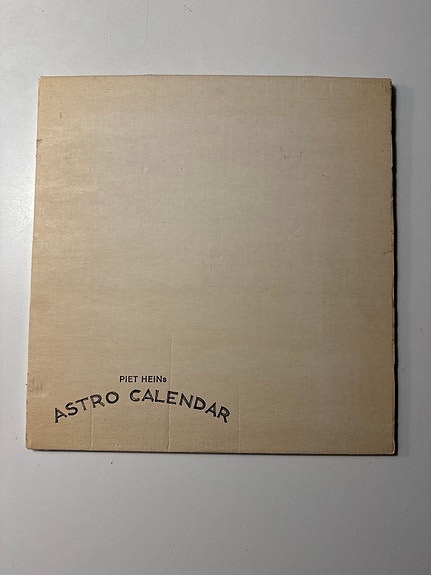 PIET HEINs
ASTRO CALENDAR